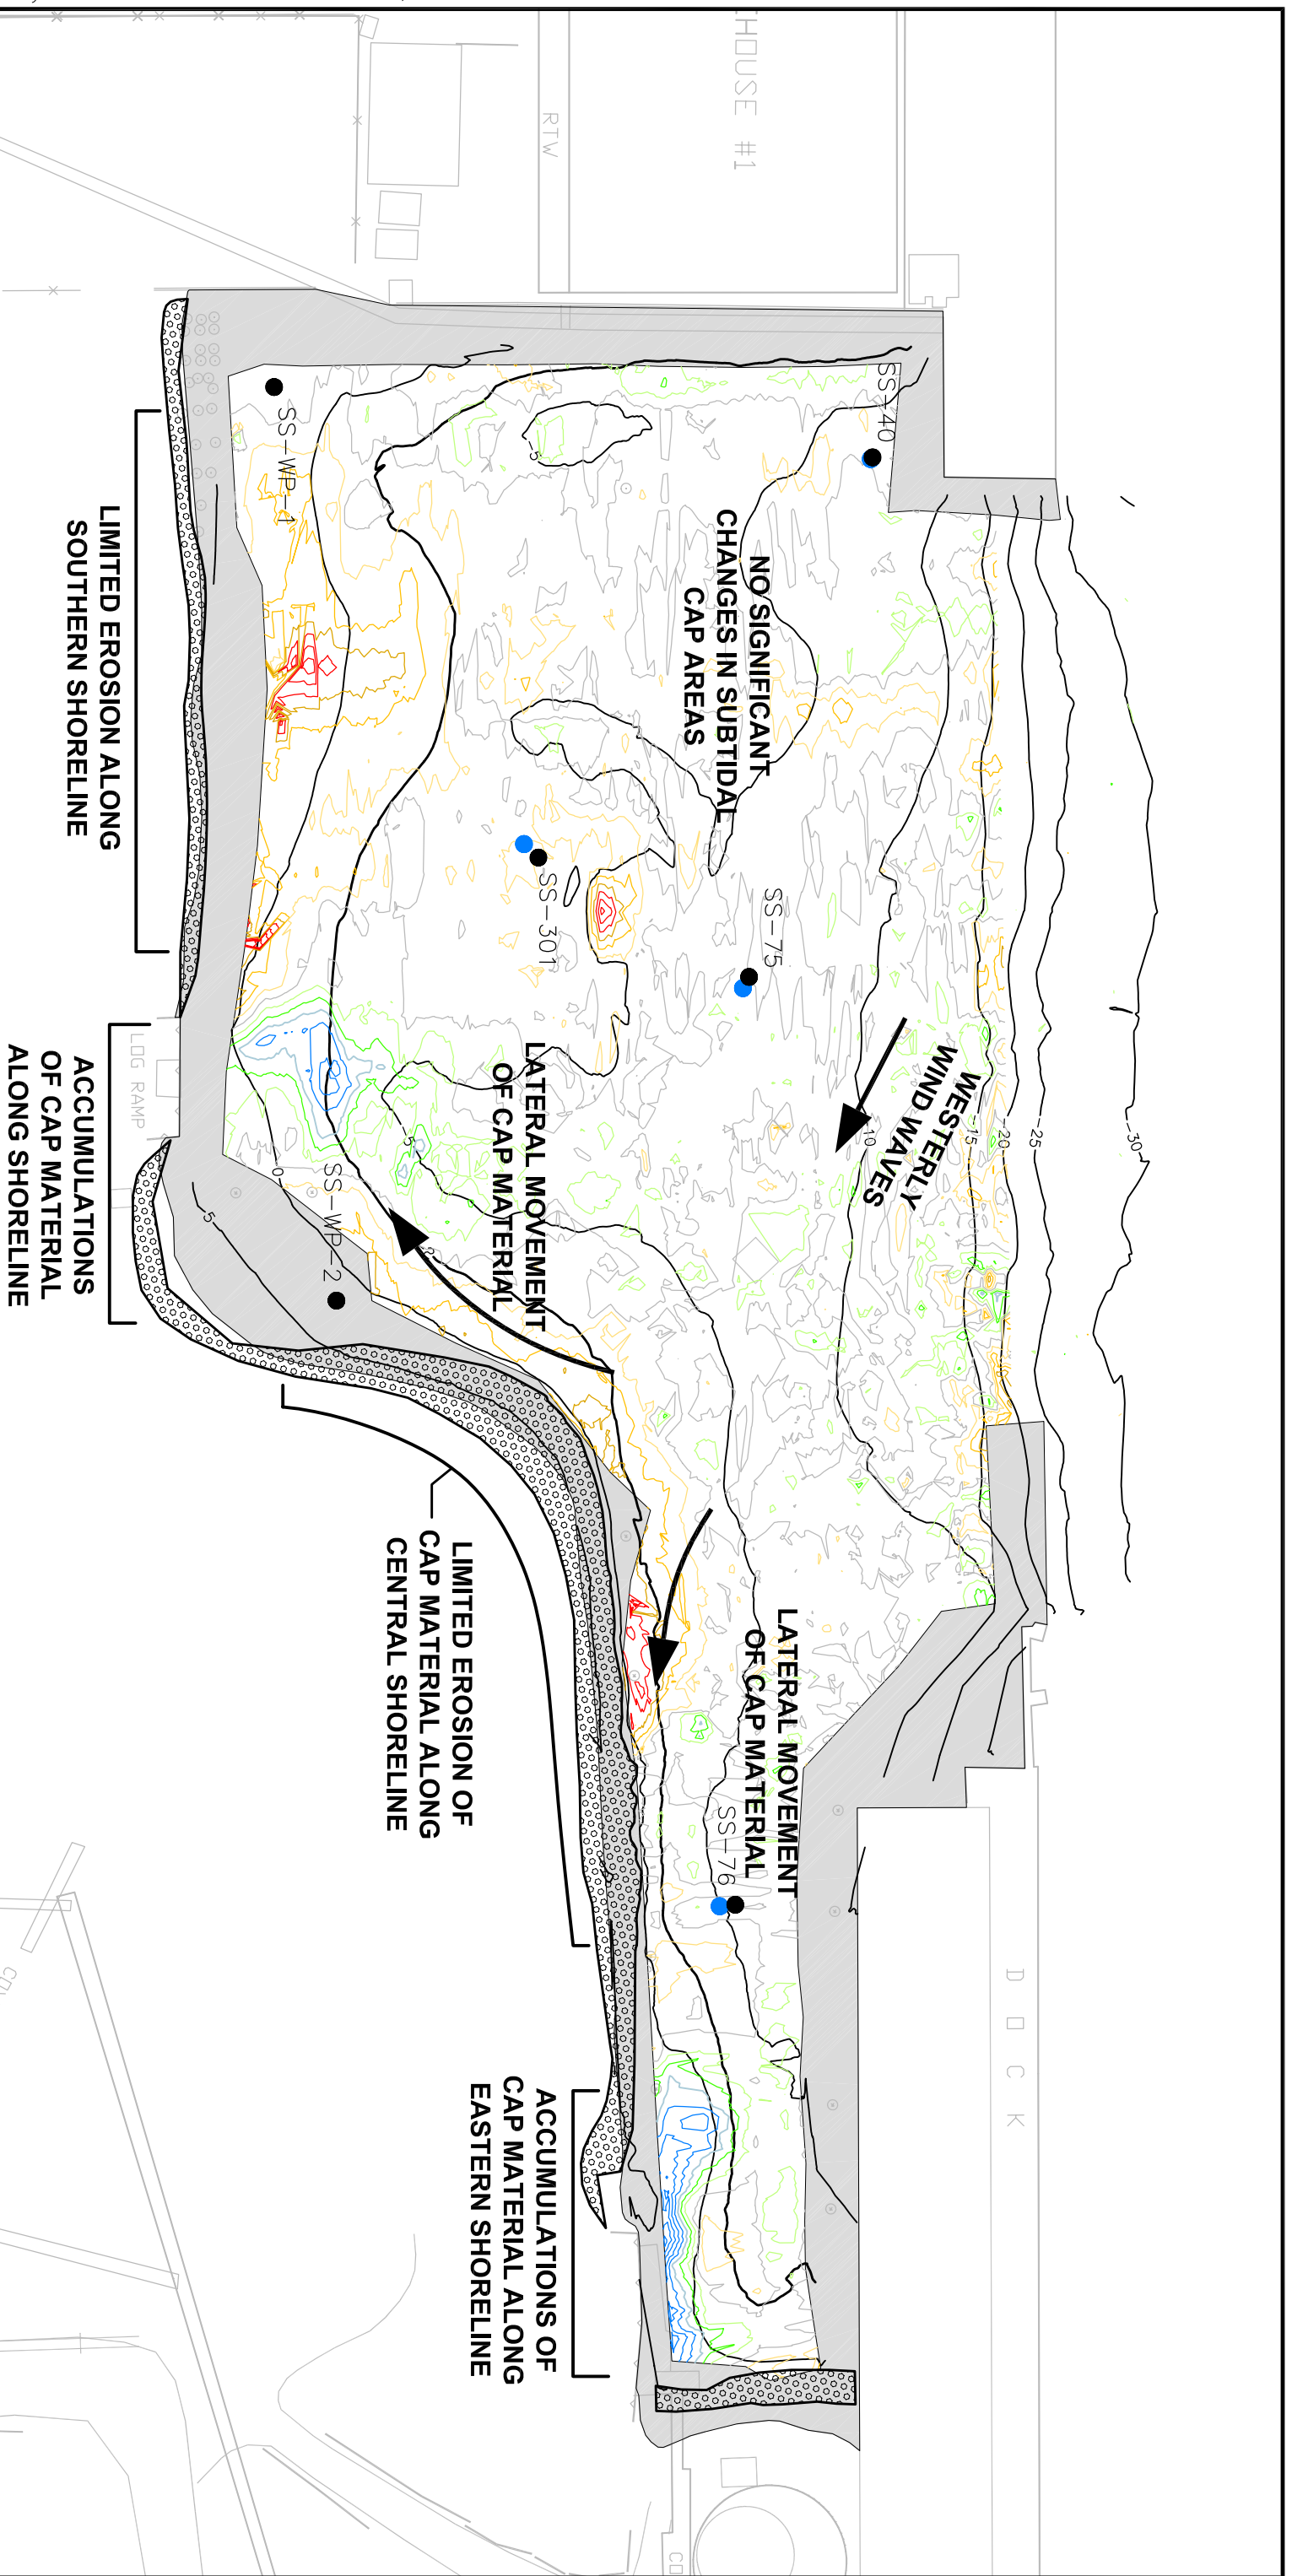 HOUSE #1
RTW
SS-40
SS-WP-1
NO SIGNIFICANT
CHANGES IN SUBTIDAL
CAP AREAS
-5
LIMITED EROSION ALONG
SOUTHERN SHORELINE
SS-301
SS-75
WESTERLY
WIND WAVES
-10
-15
-20
-25
-30
LATERAL MOVEMENT
OF CAP MATERIAL
-5
0
5
SS-WP-2
LOG RAMP
ACCUMULATIONS
OF CAP MATERIAL
ALONG SHORELINE
LIMITED EROSION OF
CAP MATERIAL ALONG
CENTRAL SHORELINE
LATERAL MOVEMENT
OF CAP MATERIAL
SS-76
DOCK
ACCUMULATIONS OF
CAP MATERIAL ALONG
EASTERN SHORELINE
CO
CO